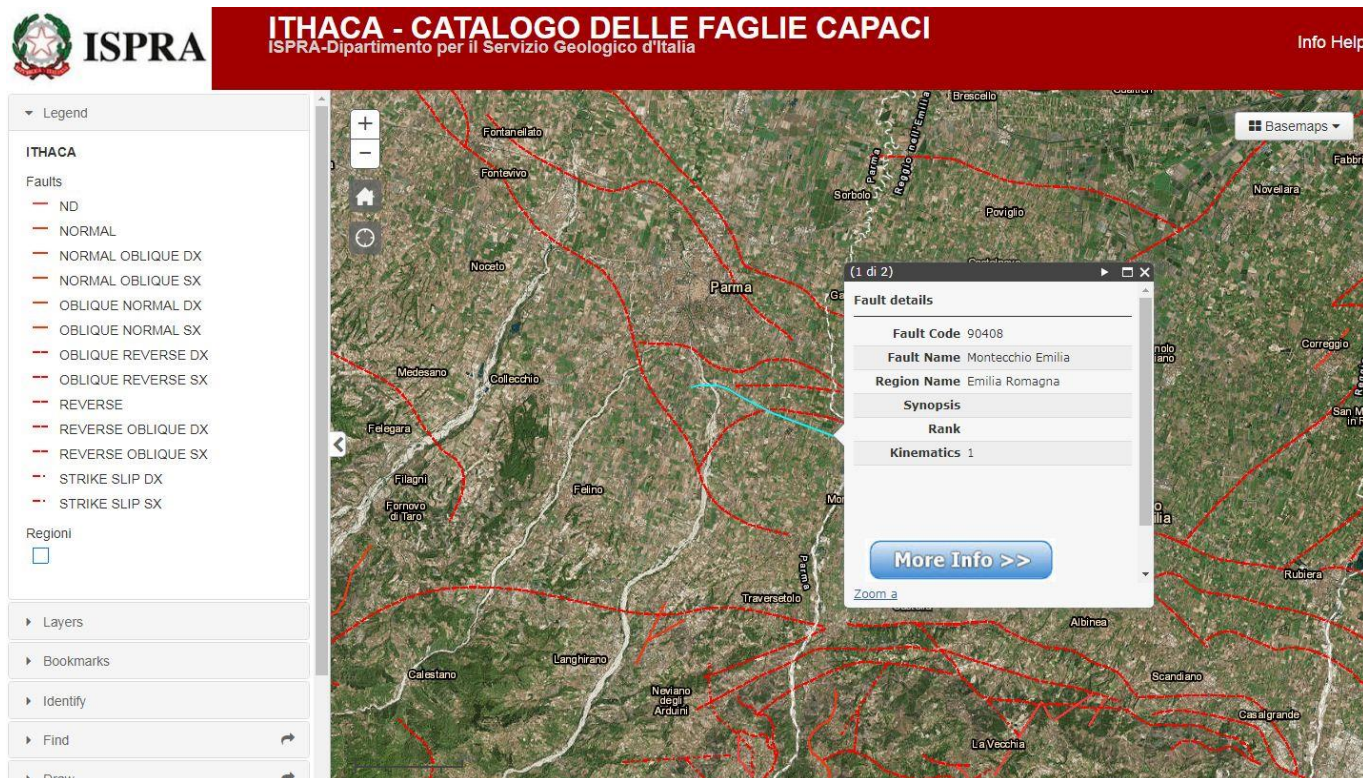 ISPRA
ITHACA - CATALOGO DELLE FAGLIE CAPACI
ISPRA-Dipartimento per il Servizio Geologico d'Italia
Info Help
Legend
ITHACA
Faults
ND
NORMAL
NORMAL OBLIQUE DX
NORMAL OBLIQUE SX
OBLIQUE NORMAL DX
OBLIQUE NORMAL SX
OBLIQUE REVERSE DX
OBLIQUE REVERSE SX
REVERSE
REVERSE OBLIQUE DX
REVERSE OBLIQUE SX
STRIKE SLIP DX
STRIKE SLIP SX
Regioni
Layers
Bookmarks
Identify
Find
Basemaps
Brescello
Fontanellato
Fontevivo
Parma
Reggio nell'Emilia
Sorbolo
Novellara
Poviglio
Noceto
Parma
Medesano
Collecchio
Correggio
Felegara
Filagni
Felino
Fornovo
di Taro
Parma
Rubiera
Traversetolo
Albinea
Langhirano
Calestano
Scandiano
Neviano
degli
Arduini
Casalgrande
La Vecchia
(1 di 2)
Fault details
Fault Code 90408
Fault Name Montecchio Emilia
Region Name Emilia Romagna
Synopsis
Rank
Kinematics 1
More Info >>
Zoom a